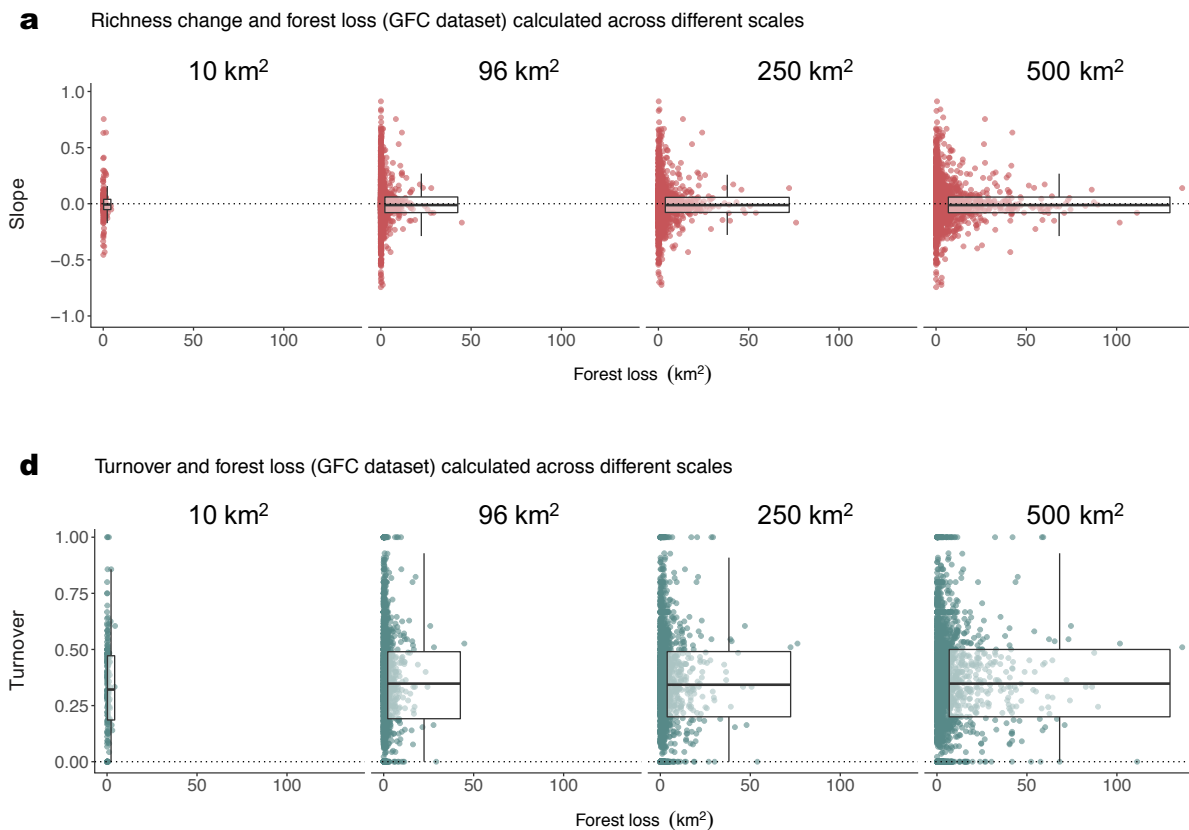 a Richness change and forest loss (GFC dataset) calculated across different scales
10 km² 96 km² 250 km² 500 km²
1.0
0.5
0.0
−0.5
−1.0
Slope
0 50 100 0 50 100 0 50 100 0 50 100
Forest loss (km²)
d Turnover and forest loss (GFC dataset) calculated across different scales
10 km² 96 km² 250 km² 500 km²
1.00
0.75
0.50
0.25
0.00
Turnover
0 50 100 0 50 100 0 50 100 0 50 100
Forest loss (km²)